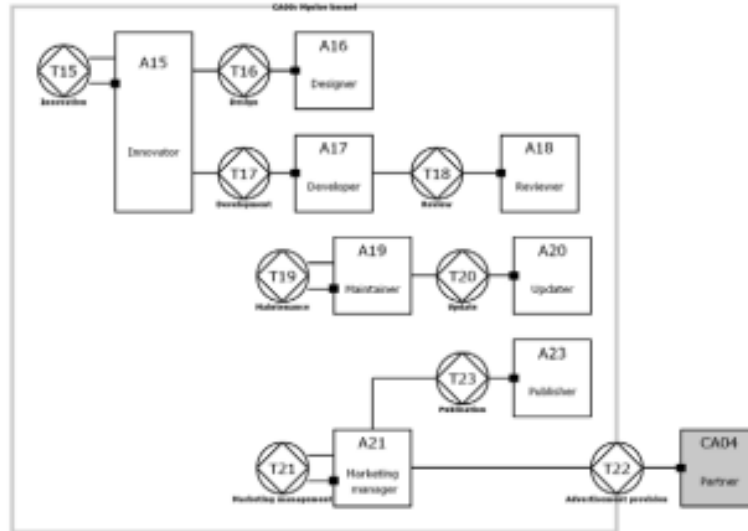 T15
Innovation
A15
Innovator
T16
Design
A16
Designer
T17
Development
A17
Developer
T18
Review
A18
Reviewer
T19
Maintenance
A19
Maintainer
T20
Update
A20
Updater
T23
Publication
A23
Publisher
T21
Marketing management
A21
Marketing
manager
T22
Advertisement provision
CA04
Partner